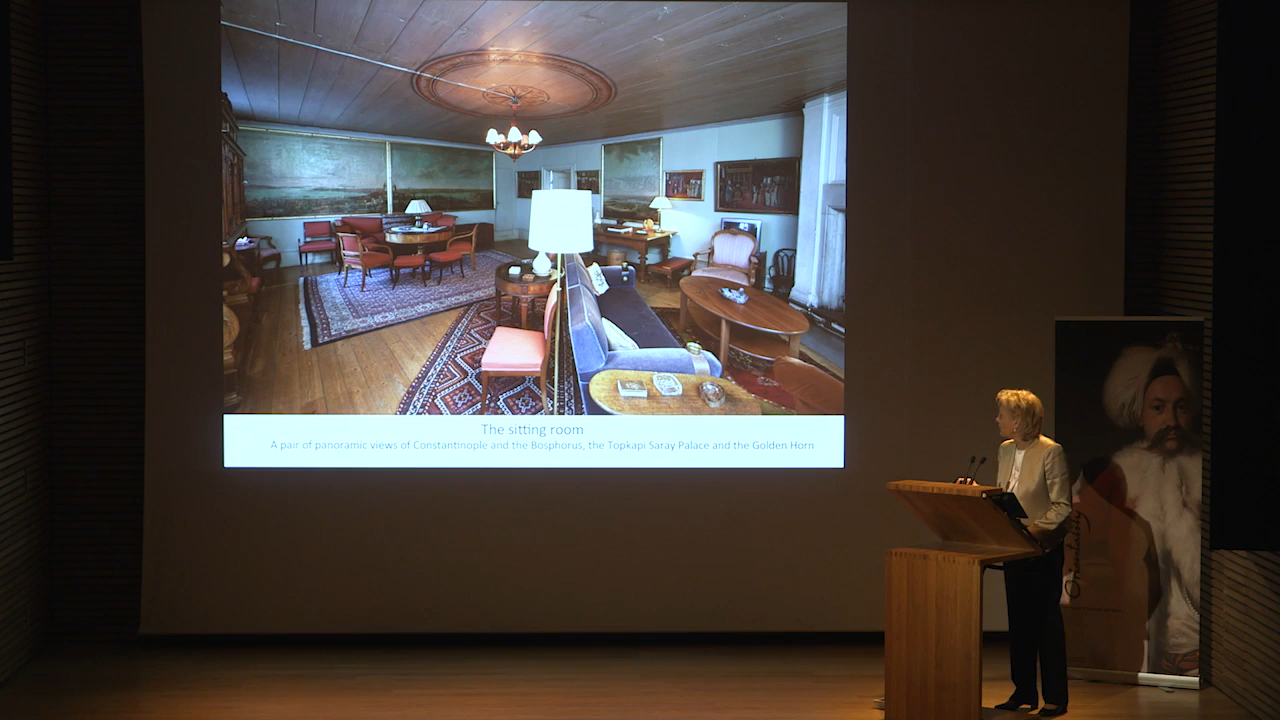 The sitting room
A pair of panoramic views of Constantinople and the Bosphorus, the Topkapi Saray Palace and the Golden Horn